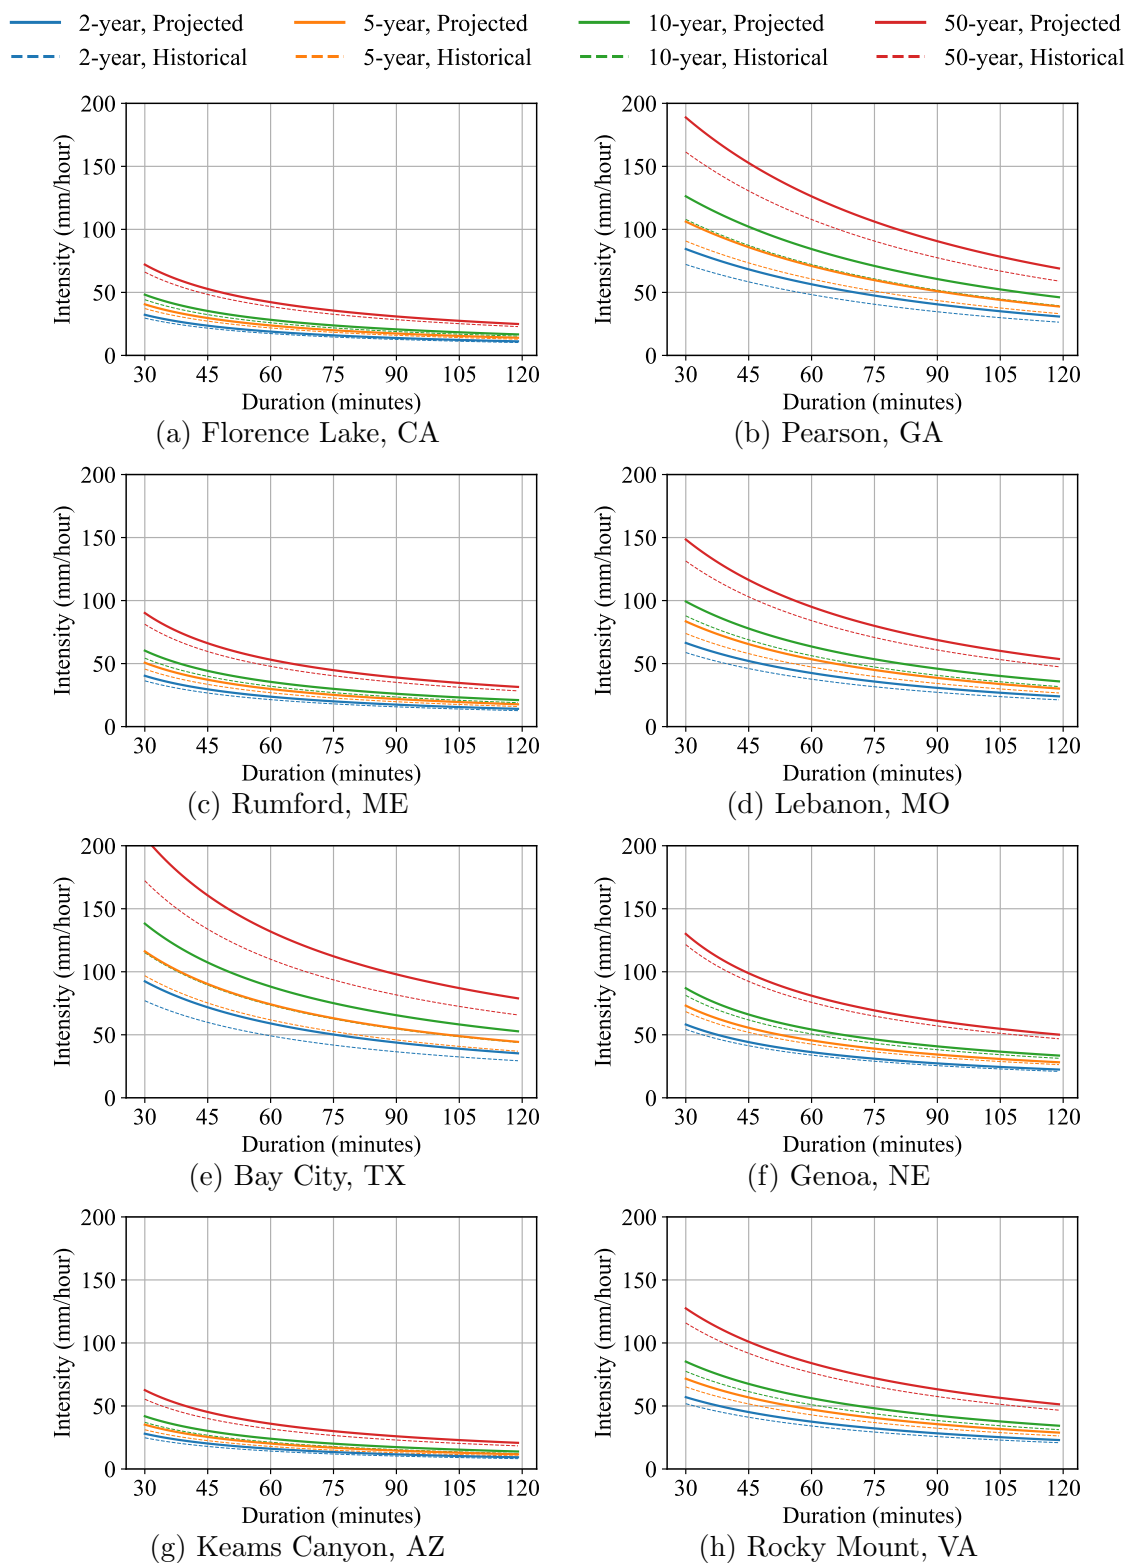 2-year, Projected 5-year, Projected 10-year, Projected 50-year, Projected
2-year, Historical 5-year, Historical 10-year, Historical 50-year, Historical
200
150
100
50
0
Intensity (mm/hour)
30 45 60 75 90 105 120
Duration (minutes)
(a) Florence Lake, CA
200
150
100
50
0
Intensity (mm/hour)
30 45 60 75 90 105 120
Duration (minutes)
(b) Pearson, GA
200
150
100
50
0
Intensity (mm/hour)
30 45 60 75 90 105 120
Duration (minutes)
(c) Rumford, ME
200
150
100
50
0
Intensity (mm/hour)
30 45 60 75 90 105 120
Duration (minutes)
(d) Lebanon, MO
200
150
100
50
0
Intensity (mm/hour)
30 45 60 75 90 105 120
Duration (minutes)
(e) Bay City, TX
200
150
100
50
0
Intensity (mm/hour)
30 45 60 75 90 105 120
Duration (minutes)
(f) Genoa, NE
200
150
100
50
0
Intensity (mm/hour)
30 45 60 75 90 105 120
Duration (minutes)
(g) Keams Canyon, AZ
200
150
100
50
0
Intensity (mm/hour)
30 45 60 75 90 105 120
Duration (minutes)
(h) Rocky Mount, VA